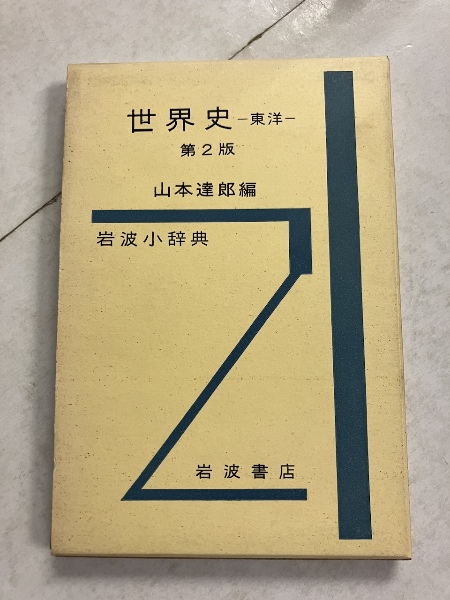 世界史-東洋-
第2版
山本達郎編
岩波小辞典
岩波書店